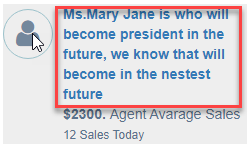 Ms.Mary Jane is who will
become president in the
future, we know that will
become in the nestest
future
$2300. Agent Avarage Sales
12 Sales Today